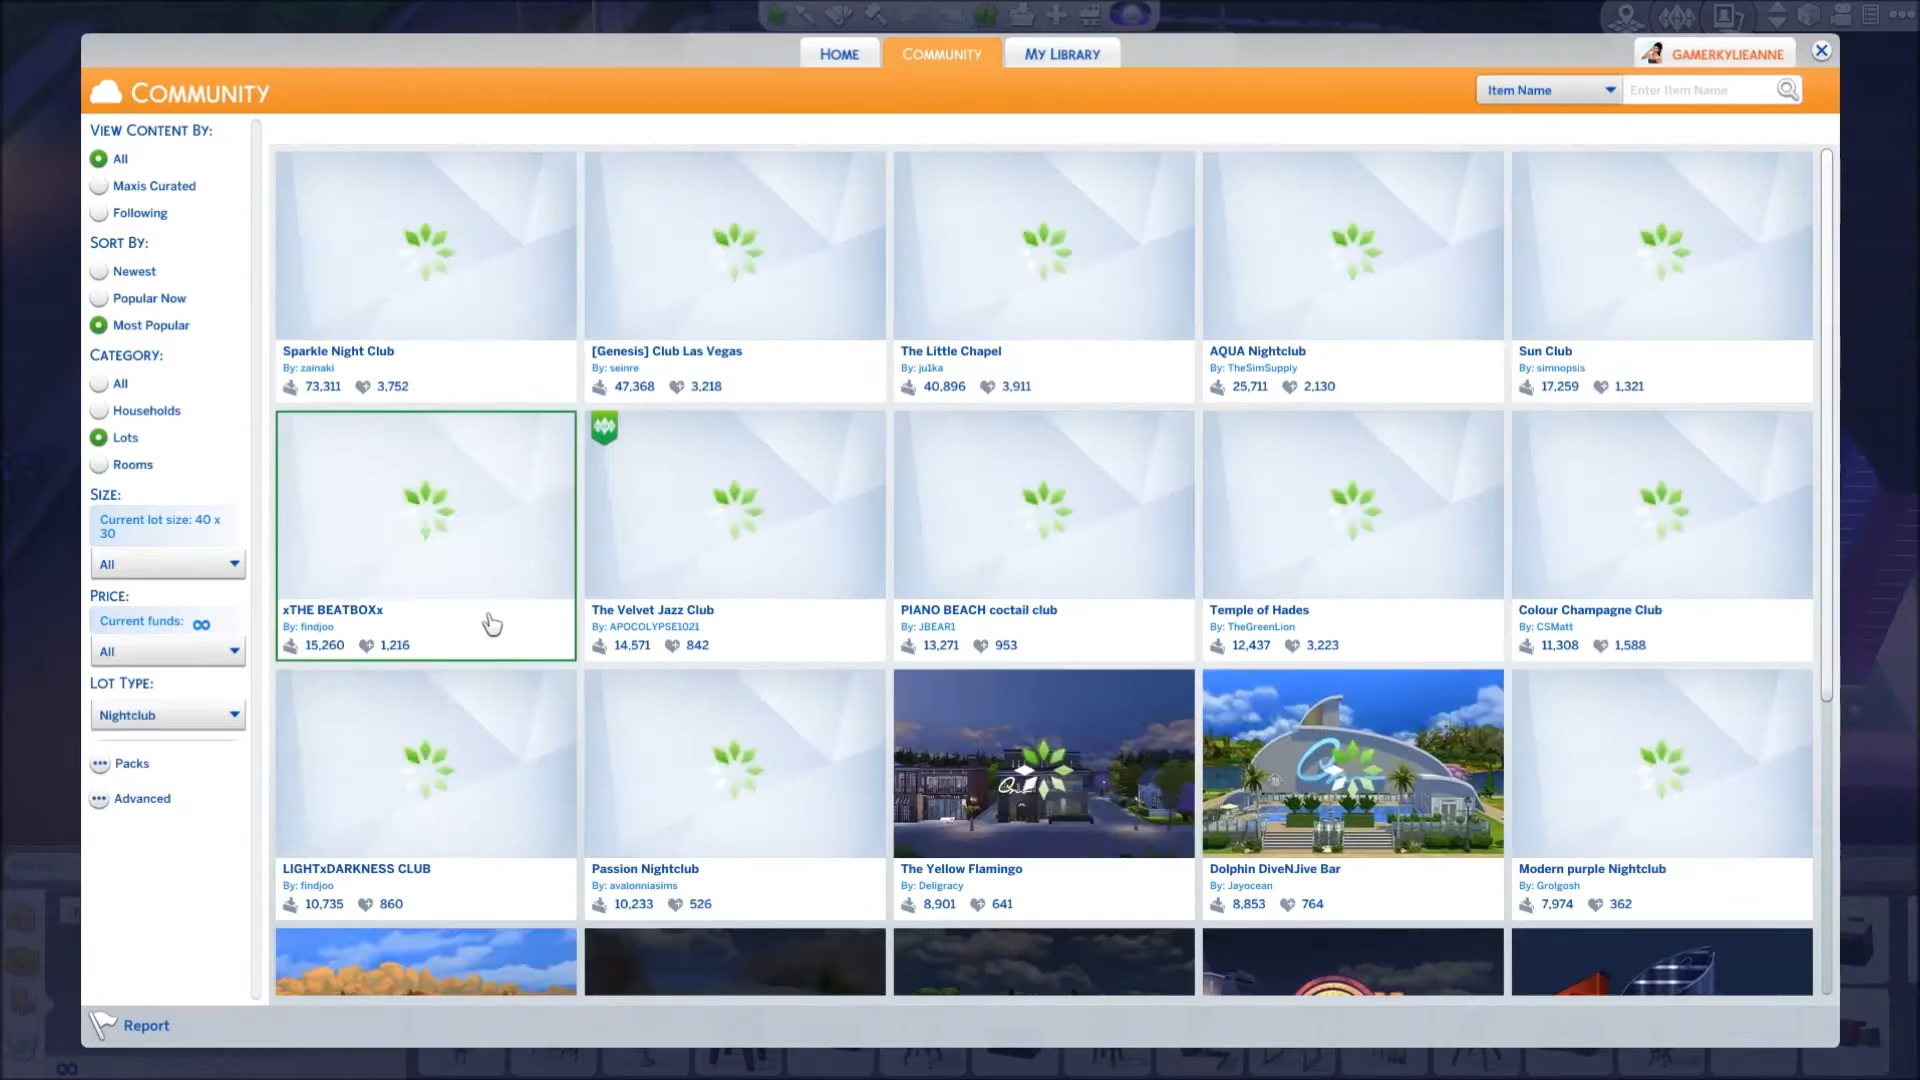 HOME
COMMUNITY
MY LIBRARY
GAMERKYLIEANNE
COMMUNITY
Item Name
Enter Item Name
VIEW CONTENT BY:
All
Maxis Curated
Following
SORT BY:
Newest
Popular Now
Most Popular
CATEGORY:
All
Households
Lots
Rooms
SIZE:
Current lot size: 40 x
30
All
PRICE:
Current funds: ∞
All
LOT TYPE:
Nightclub
Packs
Advanced
Sparkle Night Club
By: zainaki
73,311 3,752
[Genesis] Club Las Vegas
By: seinre
47,368 3,218
The Little Chapel
By: ju1ka
40,896 3,911
AQUA Nightclub
By: TheSimSupply
25,711 2,130
Sun Club
By: simnopsis
17,259 1,321
xTHE BEATBOXx
By: findjoo
15,260 1,216
The Velvet Jazz Club
By: APOCOLYPSE1021
14,571 842
PIANO BEACH coctail club
By: JBEAR1
13,271 953
Temple of Hades
By: TheGreenLion
12,437 3,223
Colour Champagne Club
By: CSMatt
11,308 1,588
LIGHTxDARKNESS CLUB
By: findjoo
10,735 860
Passion Nightclub
By: avalonniasims
10,233 526
The Yellow Flamingo
By: Deligracy
8,901 641
Dolphin DiveNJive Bar
By: Jayocean
8,853 764
Modern purple Nightclub
By: Grolgosh
7,974 362
Report
∞